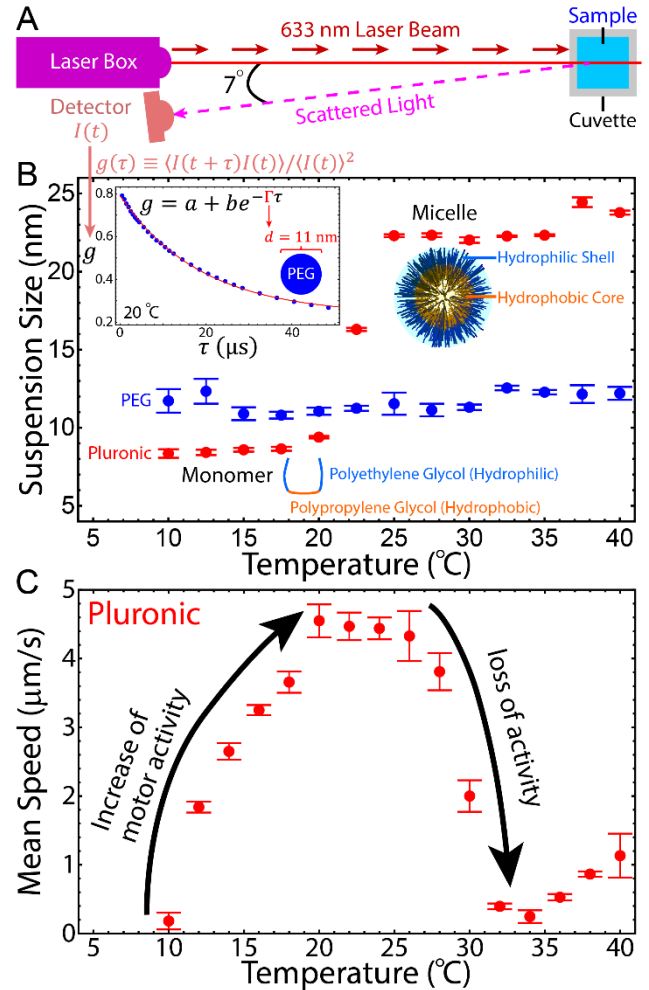 A
633 nm Laser Beam
Sample
Laser Box
7°
Detector
I(t)
Scattered Light
Cuvette
g(τ) ≡ ⟨I(t + τ)I(t)⟩/⟨I(t)⟩²
g
B
Suspension Size (nm)
25
20
15
10
5
0.8
0.6
0.4
0.2
g = a + be^−Γτ
d = 11 nm
PEG
20 °C
0
20
40
τ (μs)
Micelle
Hydrophilic Shell
Hydrophobic Core
PEG
Pluronic
Monomer
Polyethylene Glycol (Hydrophilic)
Polypropylene Glycol (Hydrophobic)
5 10 15 20 25 30 35 40
Temperature (°C)
C
Pluronic
Mean Speed (μm/s)
5
4
3
2
1
0
Increase of
motor activity
loss of activity
5 10 15 20 25 30 35 40
Temperature (°C)